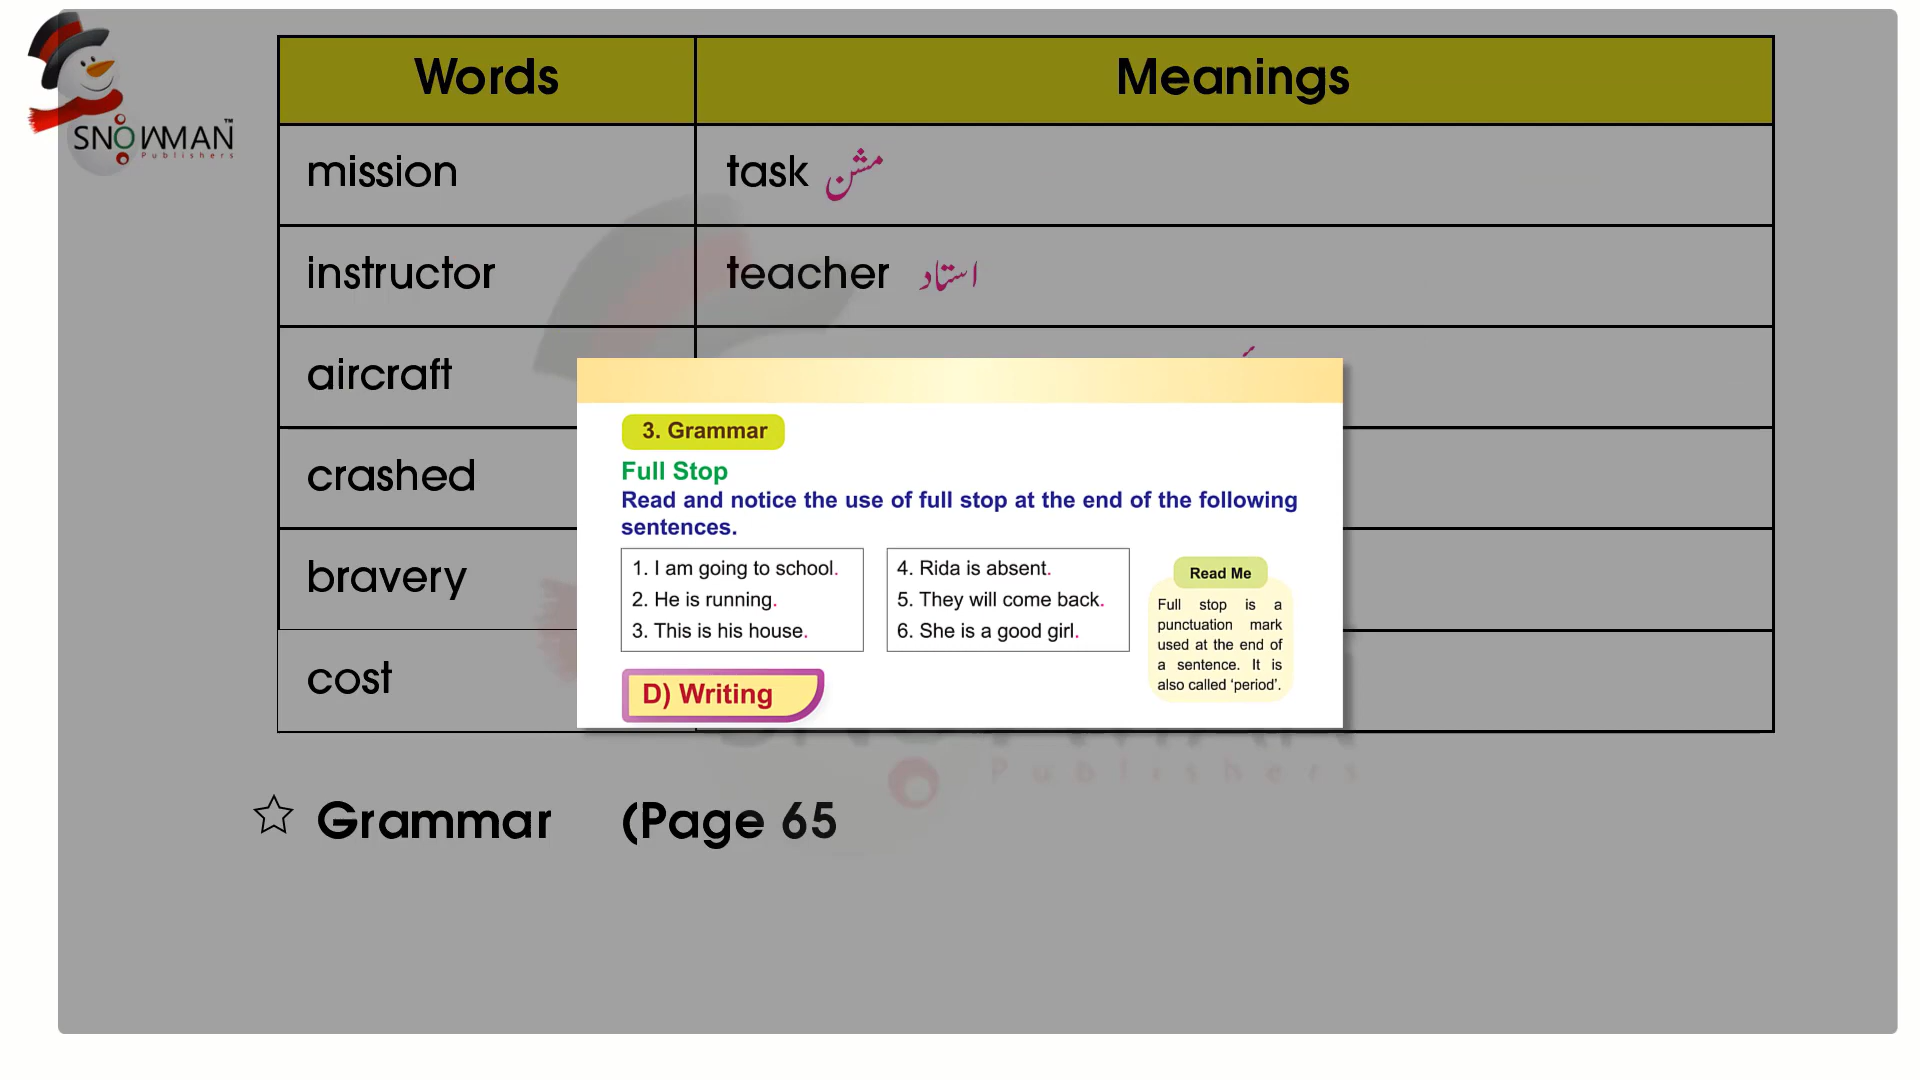 SNOWMAN™
Publishers
Words Meanings
mission task مشن
instructor teacher استاد
aircraft
crashed
bravery
cost
3. Grammar
Full Stop
Read and notice the use of full stop at the end of the following
sentences.
1. I am going to school.
2. He is running.
3. This is his house.
4. Rida is absent.
5. They will come back.
6. She is a good girl.
Read Me
Full stop is a
punctuation mark
used at the end of
a sentence. It is
also called ‘period’.
D) Writing
Publishers
☆ Grammar (Page 65